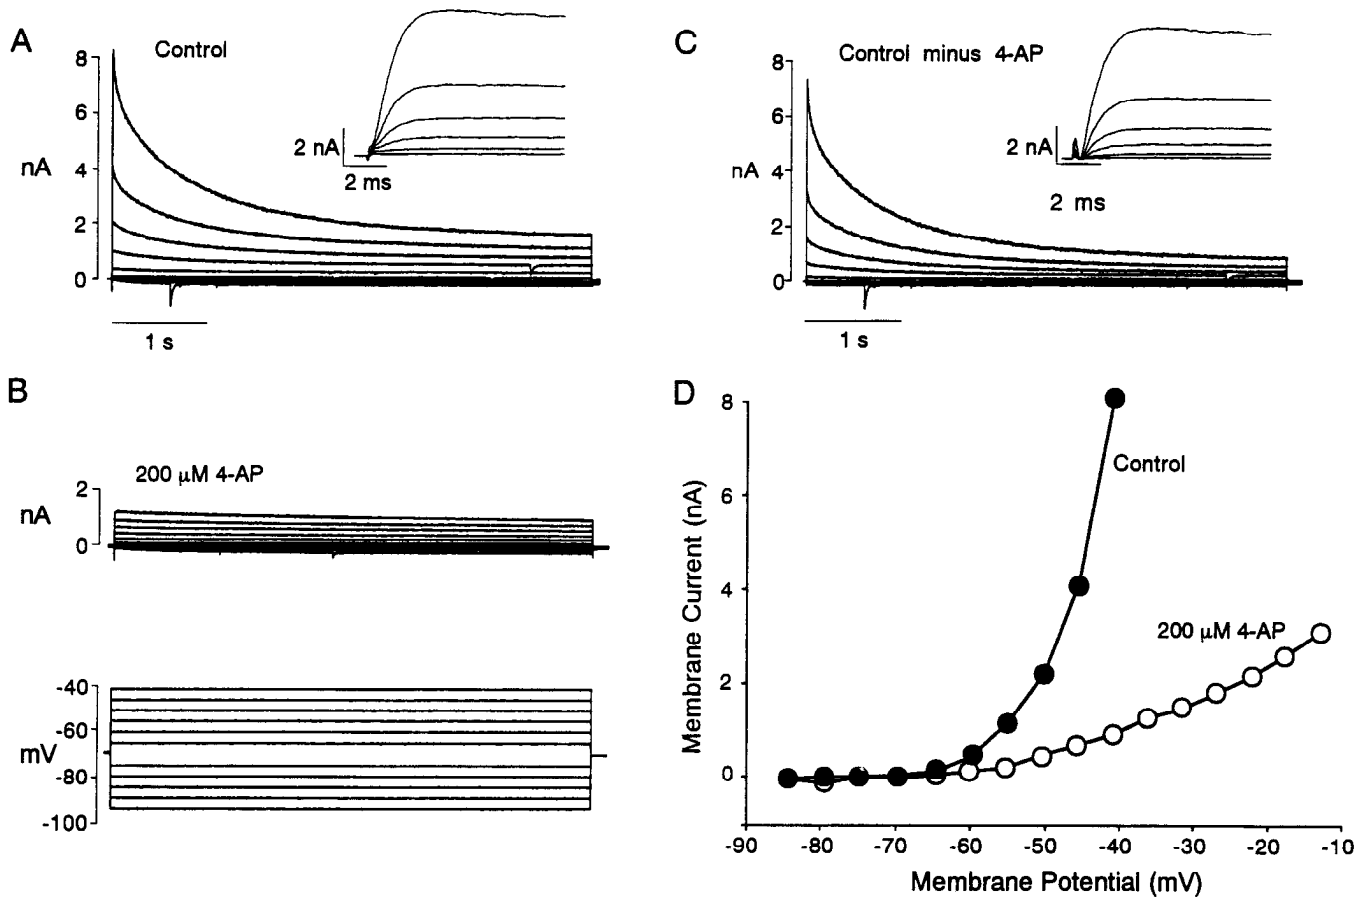 A
Control
8
6
4
2
0
nA
2 nA
2 ms
1 s
C
Control minus 4-AP
8
6
4
2
0
nA
2 nA
2 ms
1 s
B
200 μM 4-AP
2
0
nA
-40
-60
-80
-100
mV
D
8
6
4
2
0
Membrane Current (nA)
Control
200 μM 4-AP
-90 -80 -70 -60 -50 -40 -30 -20 -10
Membrane Potential (mV)